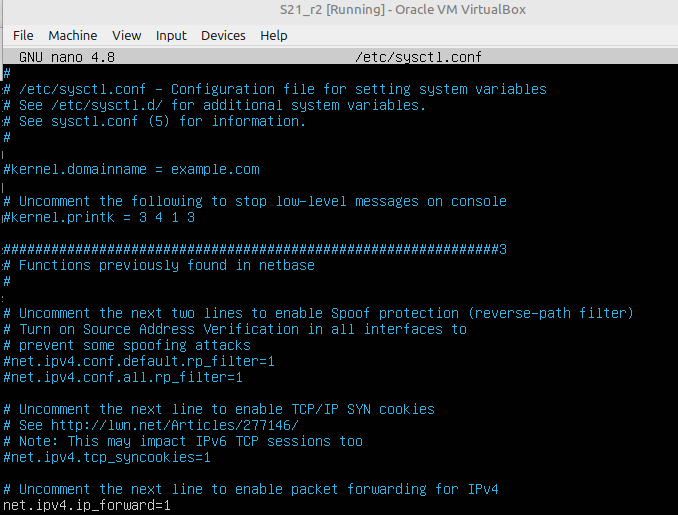 S21_r2 [Running] - Oracle VM VirtualBox
File Machine View Input Devices Help
GNU nano 4.8 /etc/sysctl.conf
#
# /etc/sysctl.conf - Configuration file for setting system variables
# See /etc/sysctl.d/ for additional system variables.
# See sysctl.conf (5) for information.
#
#kernel.domainname = example.com
# Uncomment the following to stop low-level messages on console
#kernel.printk = 3 4 1 3
##############################################################3
# Functions previously found in netbase
#
# Uncomment the next two lines to enable Spoof protection (reverse-path filter)
# Turn on Source Address Verification in all interfaces to
# prevent some spoofing attacks
#net.ipv4.conf.default.rp_filter=1
#net.ipv4.conf.all.rp_filter=1
# Uncomment the next line to enable TCP/IP SYN cookies
# See http://lwn.net/Articles/277146/
# Note: This may impact IPv6 TCP sessions too
#net.ipv4.tcp_syncookies=1
# Uncomment the next line to enable packet forwarding for IPv4
net.ipv4.ip_forward=1